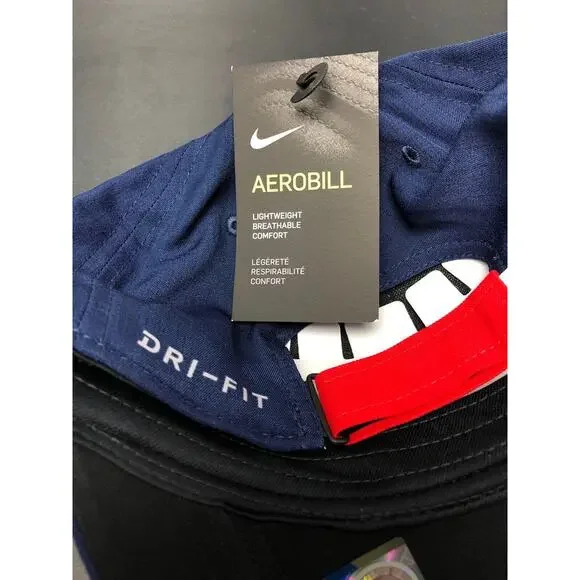 AEROBILL
LIGHTWEIGHT
BREATHABLE
COMFORT
LÉGÈRETÉ
RESPIRABILITÉ
CONFORT
DRI-FIT